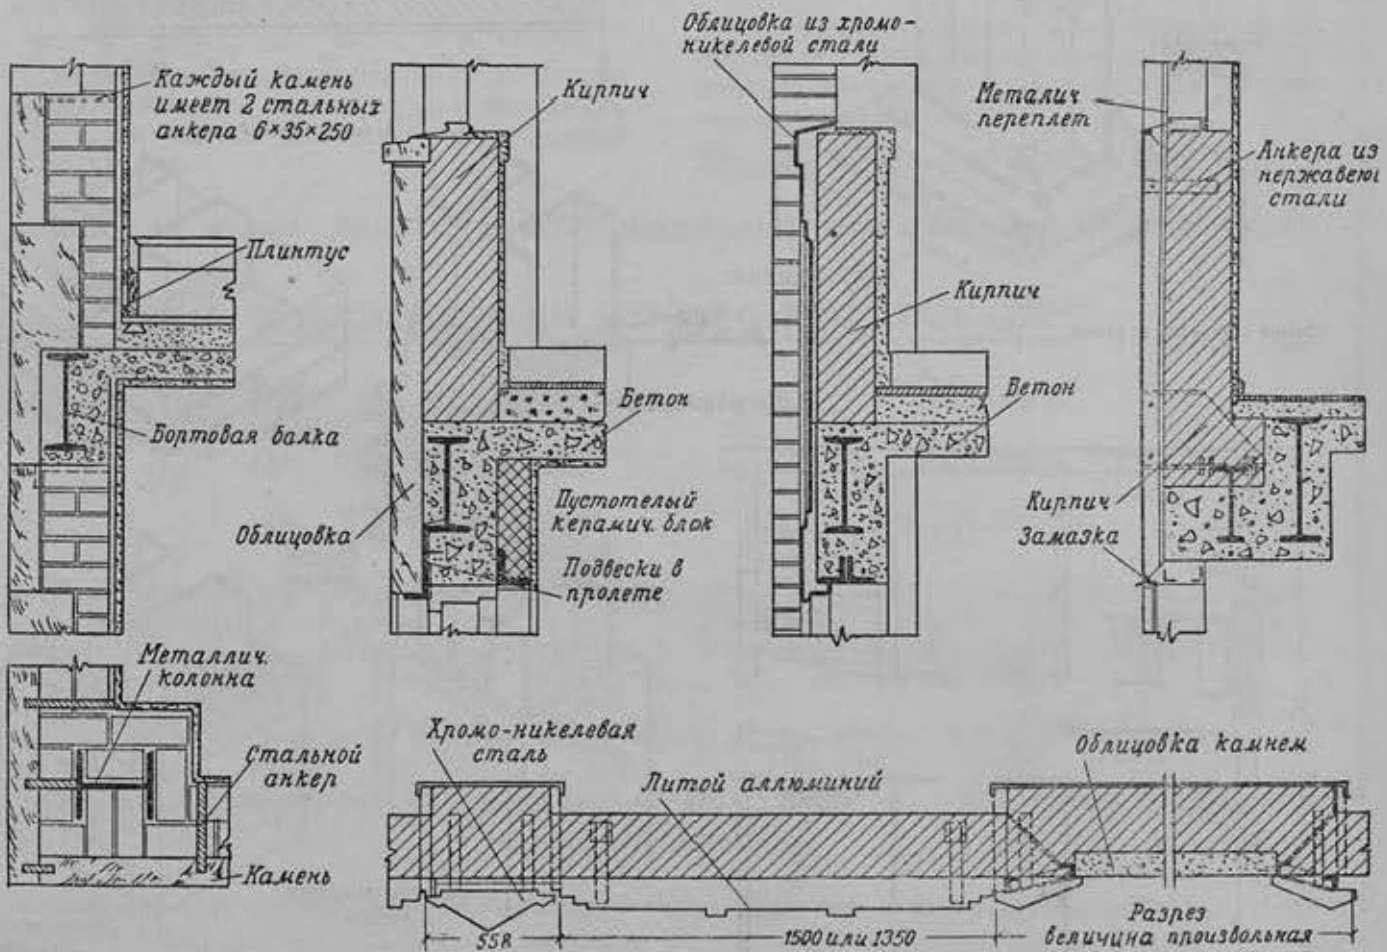 Облицовка из хромо-
никелевой стали
Каждый камень
имеет 2 стальных
анкера 6×35×250
Кирпич
Металич
переплет
Анкера из
нержавею
стали
Плинтус
Кирпич
Бетон
Бетон
Бортовая балка
Облицовка
Пустотелый
керамич. блок
Подвески в
пролете
Кирпич
Замазка
Металлич.
колонна
Стальной
анкер
Камень
Хромо-никелевая
сталь
Литой аллюминий
Облицовка камнем
1500 или 1350
Разрез
величина произвольная